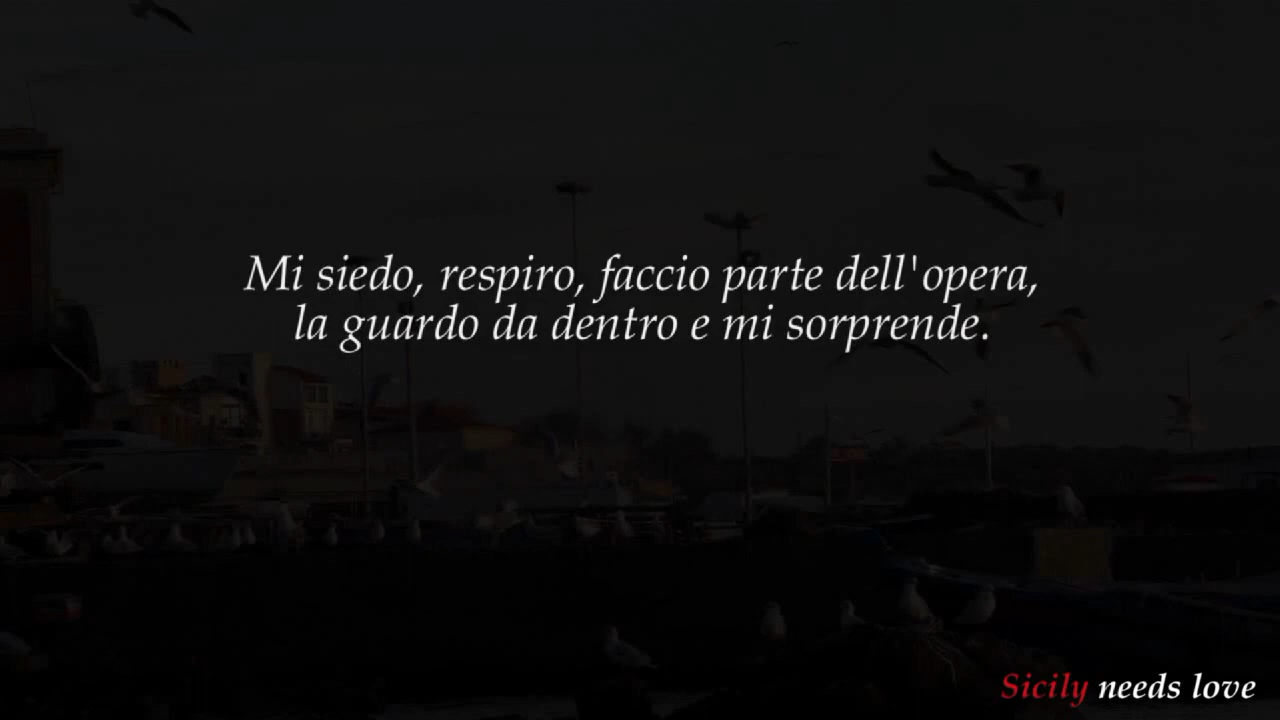 Mi siedo, respiro, faccio parte dell'opera,
la guardo da dentro e mi sorprende.
Sicily needs love